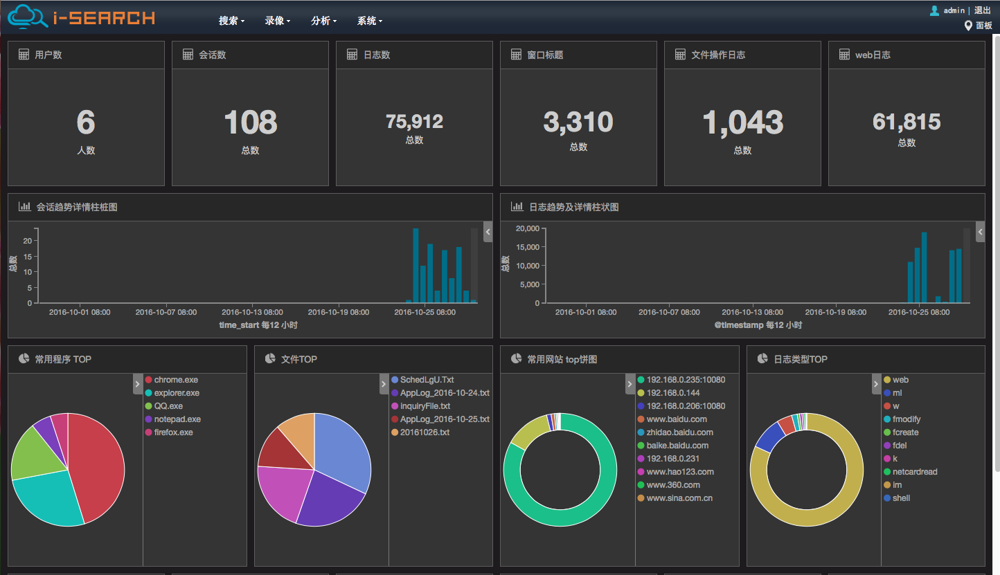 i-SEARCH
搜索 录像 分析 系统
admin | 退出
面板
用户数
6
人数
会话数
108
总数
日志数
75,912
总数
窗口标题
3,310
总数
文件操作日志
1,043
总数
web日志
61,815
总数
会话趋势详情柱桩图
总数
20
15
10
5
0
2016-10-01 08:00 2016-10-07 08:00 2016-10-13 08:00 2016-10-19 08:00 2016-10-25 08:00
time_start 每12 小时
日志趋势及详情柱状图
总数
20,000
15,000
10,000
5,000
0
2016-10-01 08:00 2016-10-07 08:00 2016-10-13 08:00 2016-10-19 08:00 2016-10-25 08:00
@timestamp 每12 小时
常用程序 TOP
chrome.exe
explorer.exe
QQ.exe
notepad.exe
firefox.exe
文件TOP
SchedLgU.Txt
AppLog_2016-10-24.txt
inquiryFile.txt
AppLog_2016-10-25.txt
20161026.txt
常用网站 top饼图
192.168.0.235:10080
192.168.0.144
192.168.0.206:10080
www.baidu.com
zhidao.baidu.com
baike.baidu.com
192.168.0.231
www.hao123.com
www.360.com
www.sina.com.cn
日志类型TOP
web
ml
w
fmodify
fcreate
fdel
k
netcardread
im
shell